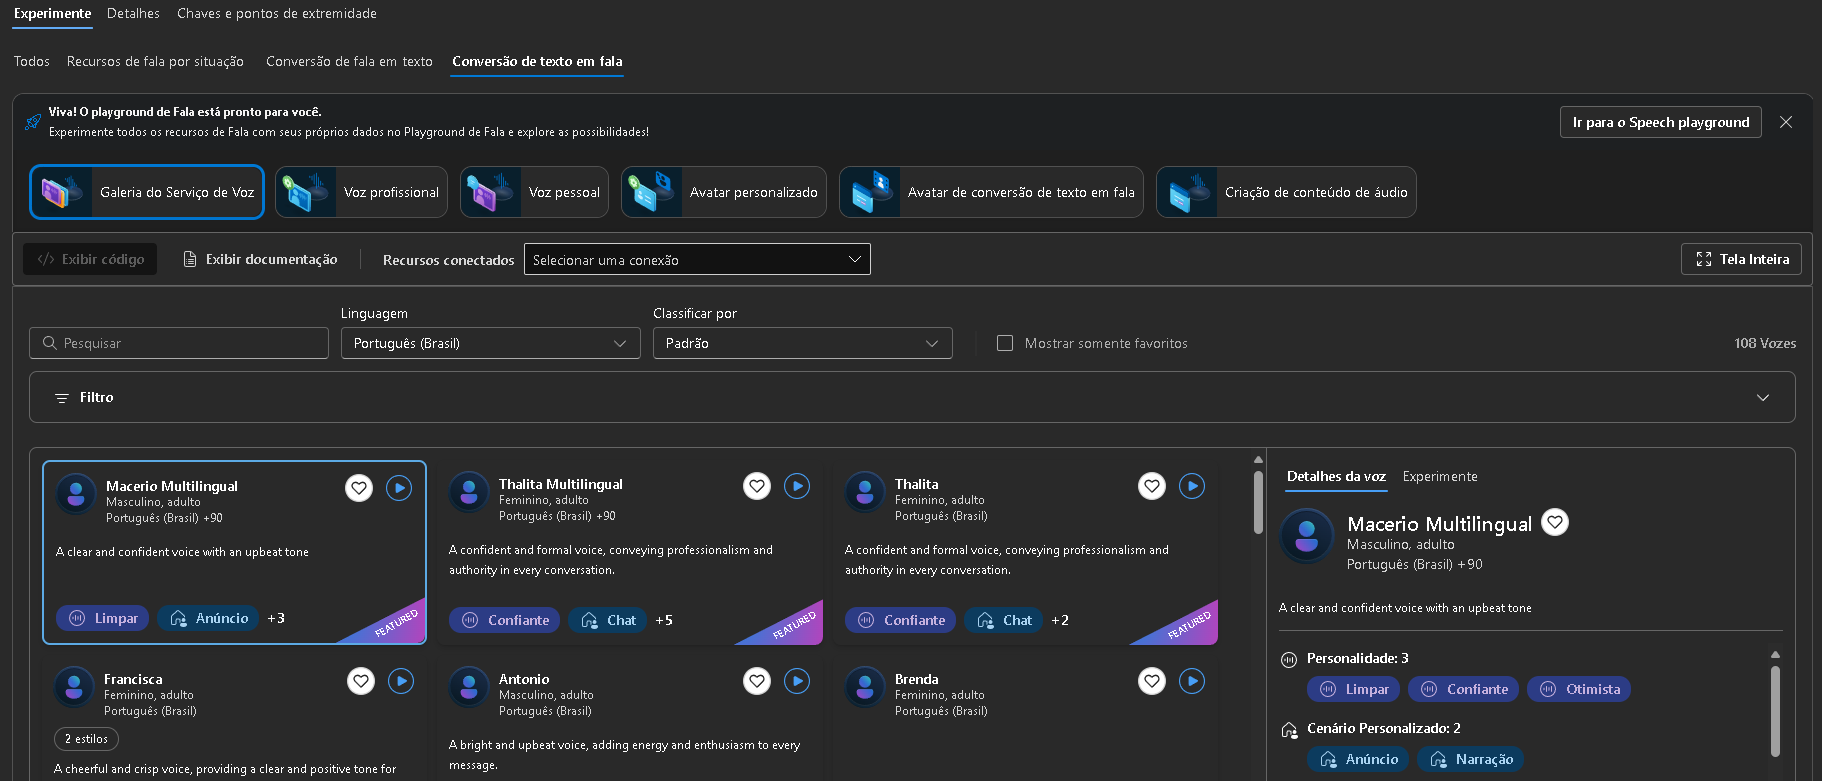 Experimente Detalhes Chaves e pontos de extremidade
Todos Recursos de fala por situação Conversão de fala em texto Conversão de texto em fala
Viva! O playground de Fala está pronto para você.
Experimente todos os recursos de Fala com seus próprios dados no Playground de Fala e explore as possibilidades!
Ir para o Speech playground
Galeria do Serviço de Voz Voz profissional Voz pessoal Avatar personalizado Avatar de conversão de texto em fala Criação de conteúdo de áudio
Exibir código Exibir documentação Recursos conectados Selecionar uma conexão Tela Inteira
Linguagem Classificar por
Pesquisar Português (Brasil) Padrão Mostrar somente favoritos 108 Vozes
Filtro
Macerio Multilingual
Masculino, adulto
Português (Brasil) +90
A clear and confident voice with an upbeat tone
Limpar Anúncio +3
FEATURED
Thalita Multilingual
Feminino, adulto
Português (Brasil) +90
A confident and formal voice, conveying professionalism and
authority in every conversation.
Confiante Chat +5
FEATURED
Thalita
Feminino, adulto
Português (Brasil)
A confident and formal voice, conveying professionalism and
authority in every conversation.
Confiante Chat +2
FEATURED
Francisca
Feminino, adulto
Português (Brasil)
2 estilos
A cheerful and crisp voice, providing a clear and positive tone for
Antonio
Masculino, adulto
Português (Brasil)
A bright and upbeat voice, adding energy and enthusiasm to every
message.
Brenda
Feminino, adulto
Português (Brasil)
Detalhes da voz Experimente
Macerio Multilingual
Masculino, adulto
Português (Brasil) +90
A clear and confident voice with an upbeat tone
Personalidade: 3
Limpar Confiante Otimista
Cenário Personalizado: 2
Anúncio Narração